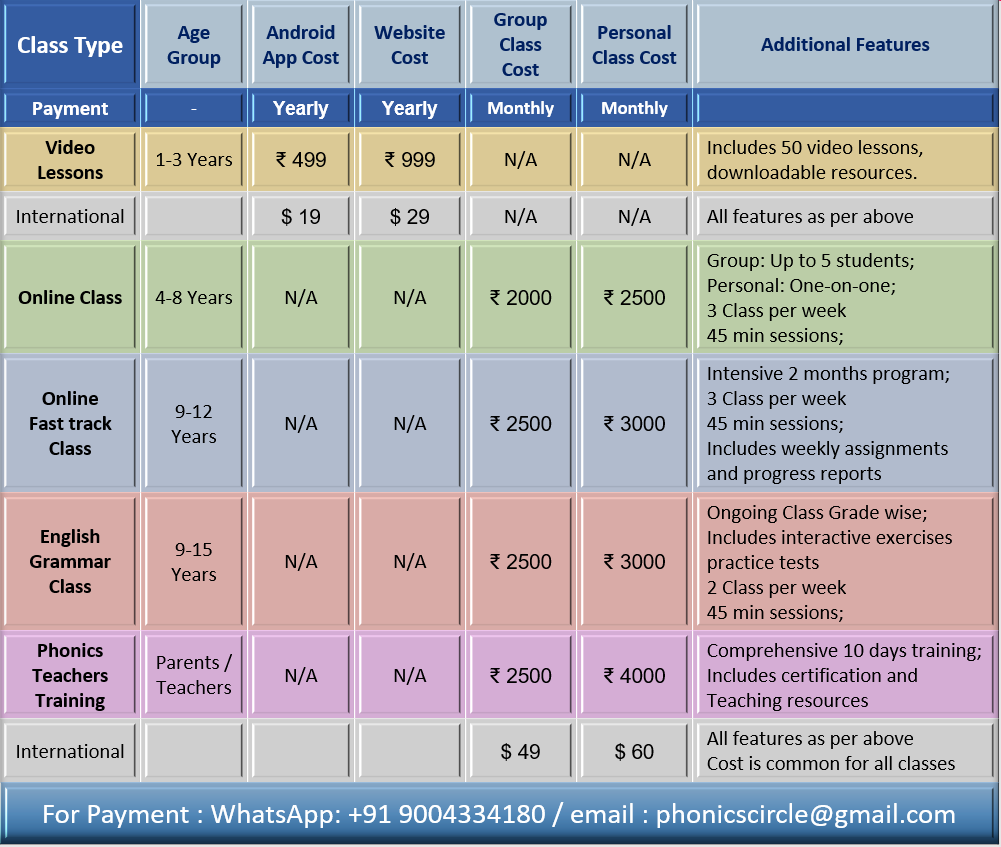 Class Type
Age
Group
Android
App Cost
Website
Cost
Group
Class
Cost
Personal
Class Cost
Additional Features
Payment
-
Yearly
Yearly
Monthly
Monthly
Video
Lessons
1-3 Years
₹ 499
₹ 999
N/A
N/A
Includes 50 video lessons,
downloadable resources.
International
$ 19
$ 29
N/A
N/A
All features as per above
Online Class
4-8 Years
N/A
N/A
₹ 2000
₹ 2500
Group: Up to 5 students;
Personal: One-on-one;
3 Class per week
45 min sessions;
Online
Fast track
Class
9-12
Years
N/A
N/A
₹ 2500
₹ 3000
Intensive 2 months program;
3 Class per week
45 min sessions;
Includes weekly assignments
and progress reports
English
Grammar
Class
9-15
Years
N/A
N/A
₹ 2500
₹ 3000
Ongoing Class Grade wise;
Includes interactive exercises
practice tests
2 Class per week
45 min sessions;
Phonics
Teachers
Training
Parents /
Teachers
N/A
N/A
₹ 2500
₹ 4000
Comprehensive 10 days training;
Includes certification and
Teaching resources
International
$ 49
$ 60
All features as per above
Cost is common for all classes
For Payment : WhatsApp: +91 9004334180 / email : phonicscircle@gmail.com